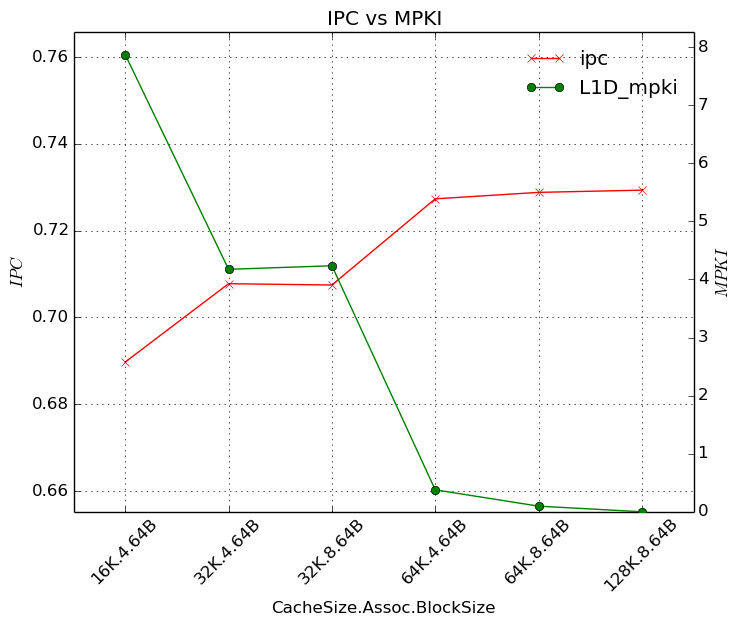 IPC vs MPKI
0.76
0.74
0.72
0.70
0.68
0.66
IPC
8
7
6
5
4
3
2
1
0
MPKI
ipc
L1D_mpki
16K.4.64B
32K.4.64B
32K.8.64B
64K.4.64B
64K.8.64B
128K.8.64B
CacheSize.Assoc.BlockSize